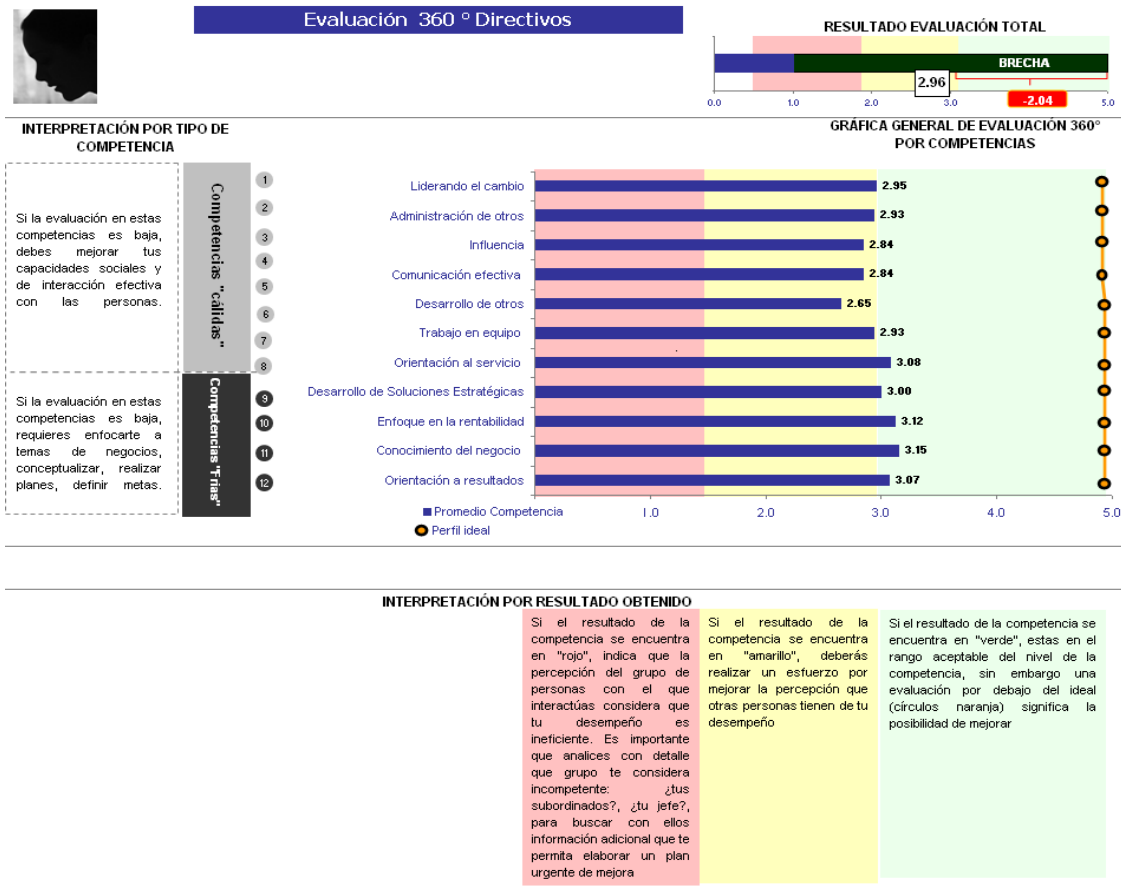 Evaluación 360 º Directivos
RESULTADO EVALUACIÓN TOTAL
BRECHA
2.96
-2.04
0.0 1.0 2.0 3.0 5.0
INTERPRETACIÓN POR TIPO DE
COMPETENCIA
GRÁFICA GENERAL DE EVALUACIÓN 360°
POR COMPETENCIAS
Si la evaluación en estas
competencias es baja,
debes mejorar tus
capacidades sociales y
de interacción efectiva
con las personas.
Competencias "cálidas"
1
2
3
4
5
6
7
8
Si la evaluación en estas
competencias es baja,
requieres enfocarte a
temas de negocios,
conceptualizar, realizar
planes, definir metas.
Competencias "Frías"
9
10
11
12
Liderando el cambio 2.95
Administración de otros 2.93
Influencia 2.84
Comunicación efectiva 2.84
Desarrollo de otros 2.65
Trabajo en equipo 2.93
Orientación al servicio 3.08
Desarrollo de Soluciones Estratégicas 3.00
Enfoque en la rentabilidad 3.12
Conocimiento del negocio 3.15
Orientación a resultados 3.07
1.0 2.0 3.0 4.0 5.0
Promedio Competencia
Perfil ideal
INTERPRETACIÓN POR RESULTADO OBTENIDO
Si el resultado de la
competencia se encuentra
en "rojo", indica que la
percepción del grupo de
personas con el que
interactúas considera que
tu desempeño es
ineficiente. Es importante
que analices con detalle
que grupo te considera
incompetente: ¿tus
subordinados?, ¿tu jefe?,
para buscar con ellos
información adicional que te
permita elaborar un plan
urgente de mejora
Si el resultado de la
competencia se encuentra
en "amarillo", deberás
realizar un esfuerzo por
mejorar la percepción que
otras personas tienen de tu
desempeño
Si el resultado de la competencia se
encuentra en "verde", estas en el
rango aceptable del nivel de la
competencia, sin embargo una
evaluación por debajo del ideal
(círculos naranja) significa la
posibilidad de mejorar